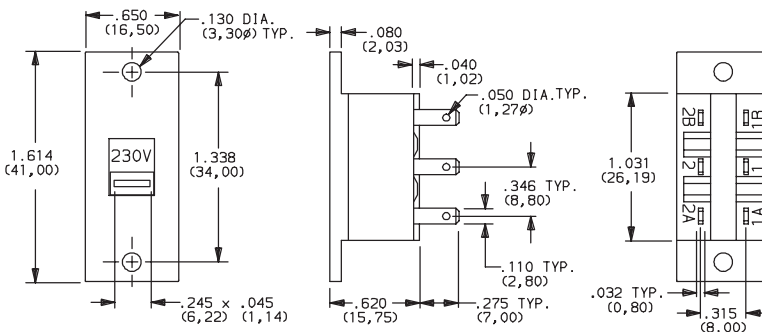 .650
(16,50)
.130 DIA.
(3,30ø) TYP.
1.614
(41,00)
230V
1.338
(34,00)
.245 x .045
(6,22) (1,14)
.080
(2,03)
.040
(1,02)
.050 DIA.TYP.
(1,27ø)
.346 TYP.
(8,80)
.110 TYP.
(2,80)
.620
(15,75)
.275 TYP.
(7,00)
1.031
(26,19)
2B
1B
2
1
2A
1A
.032 TYP.
(0,80)
.315
(8.00)